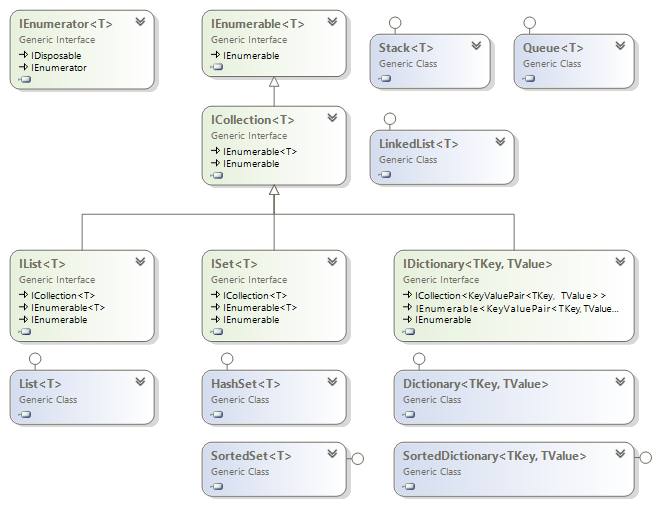 IEnumerator<T>
Generic Interface
IDisposable
IEnumerator
IEnumerable<T>
Generic Interface
IEnumerable
Stack<T>
Generic Class
Queue<T>
Generic Class
ICollection<T>
Generic Interface
IEnumerable<T>
IEnumerable
LinkedList<T>
Generic Class
IList<T>
Generic Interface
ICollection<T>
IEnumerable<T>
IEnumerable
ISet<T>
Generic Interface
ICollection<T>
IEnumerable<T>
IEnumerable
IDictionary<TKey, TValue>
Generic Interface
ICollection<KeyValuePair<TKey, TValue> >
IEnumerable<KeyValuePair<TKey,TValue...
IEnumerable
List<T>
Generic Class
HashSet<T>
Generic Class
Dictionary<TKey, TValue>
Generic Class
SortedSet<T>
Generic Class
SortedDictionary<TKey, TValue>
Generic Class